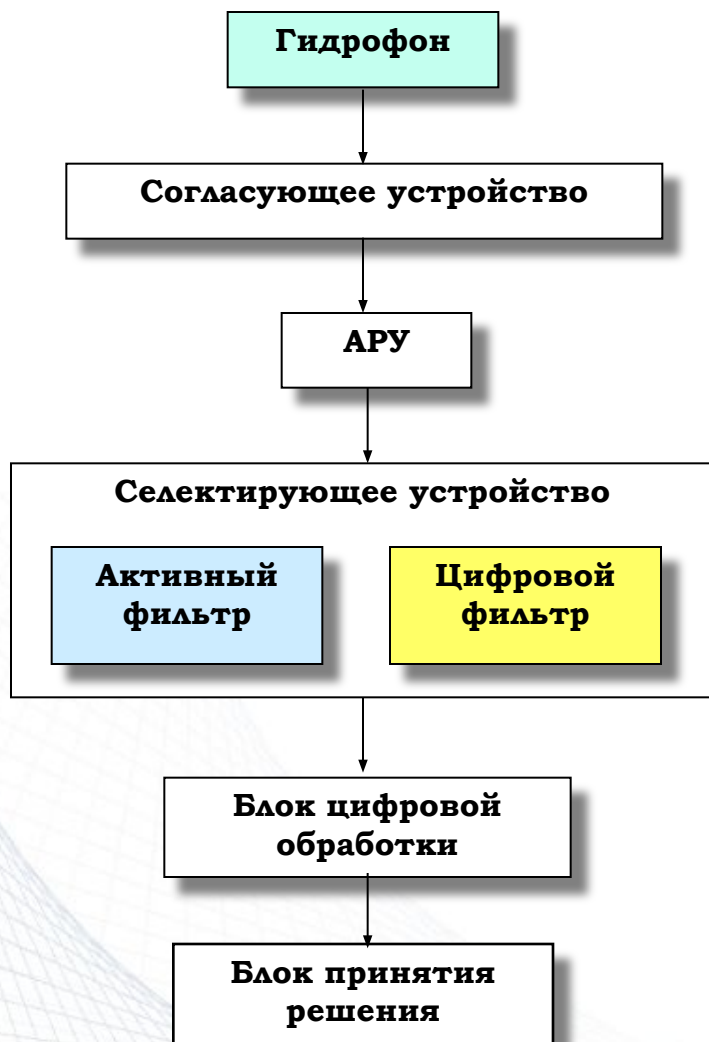 Гидрофон
Согласующее устройство
АРУ
Селектирующее устройство
Активный
фильтр
Цифровой
фильтр
Блок цифровой
обработки
Блок принятия
решения